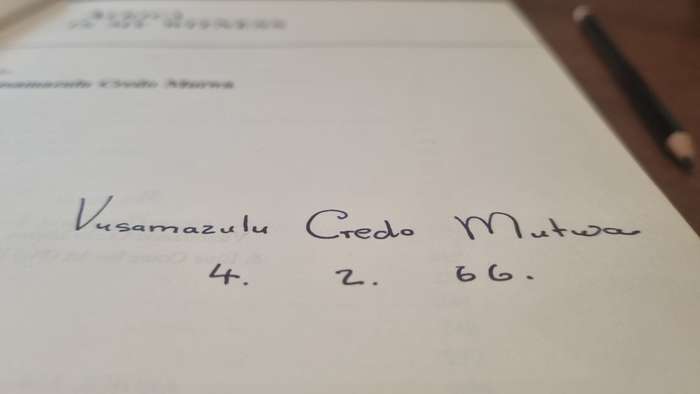 Vusamazulu Credo Mutwa
4. 2. 66.